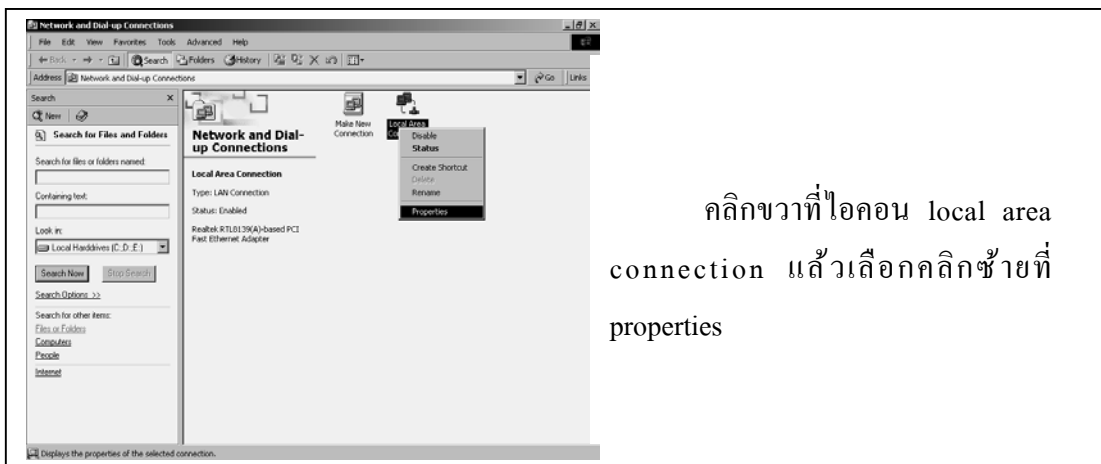 Network and Dial-up Connections
File Edit View Favorites Tools Advanced Help
Back Search Folders History
Address Network and Dial-up Connections Go Links
Search
New
Search for Files and Folders
Search for files or folders named:
Containing text:
Look in:
Local Harddrives (C:;D:;E:)
Search Now Stop Search
Search Options >>
Search for other items:
Files or Folders
Computers
People
Internet
Network and Dial-
up Connections
Local Area Connection
Type: LAN Connection
Status: Enabled
Realtek RTL8139(A)-based PCI
Fast Ethernet Adapter
Make New
Connection
Local Area
Disable
Status
Create Shortcut
Delete
Rename
Properties
Displays the properties of the selected connection.
คลิกขวาที่ไอคอน local area
connection แล้วเลือกคลิกซ้ายที่
properties